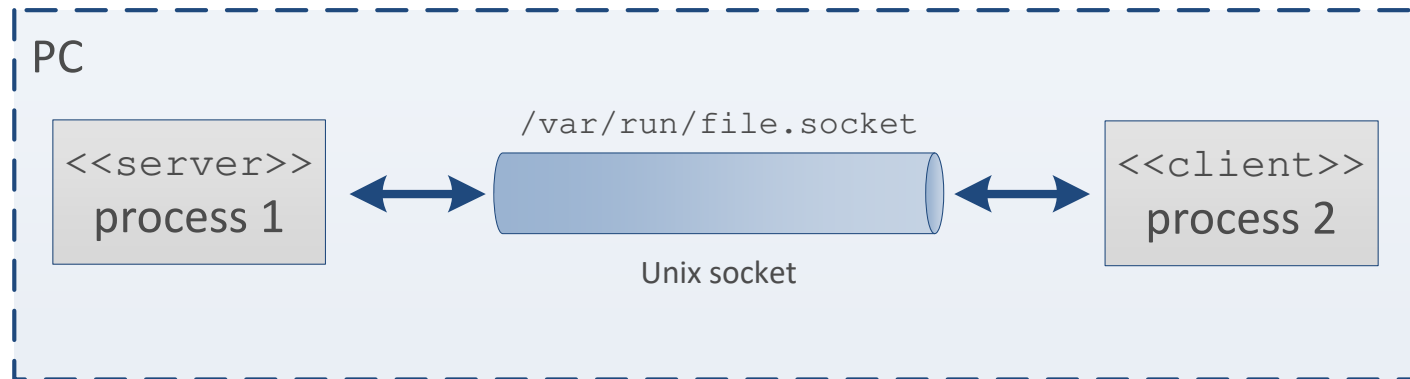 PC
/var/run/file.socket
<<server>>
process 1
<<client>>
process 2
Unix socket